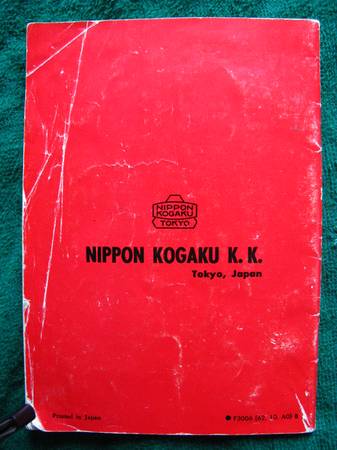 NIPPON
KOGAKU
TOKYO
NIPPON KOGAKU K. K.
Tokyo, Japan
Printed in Japan